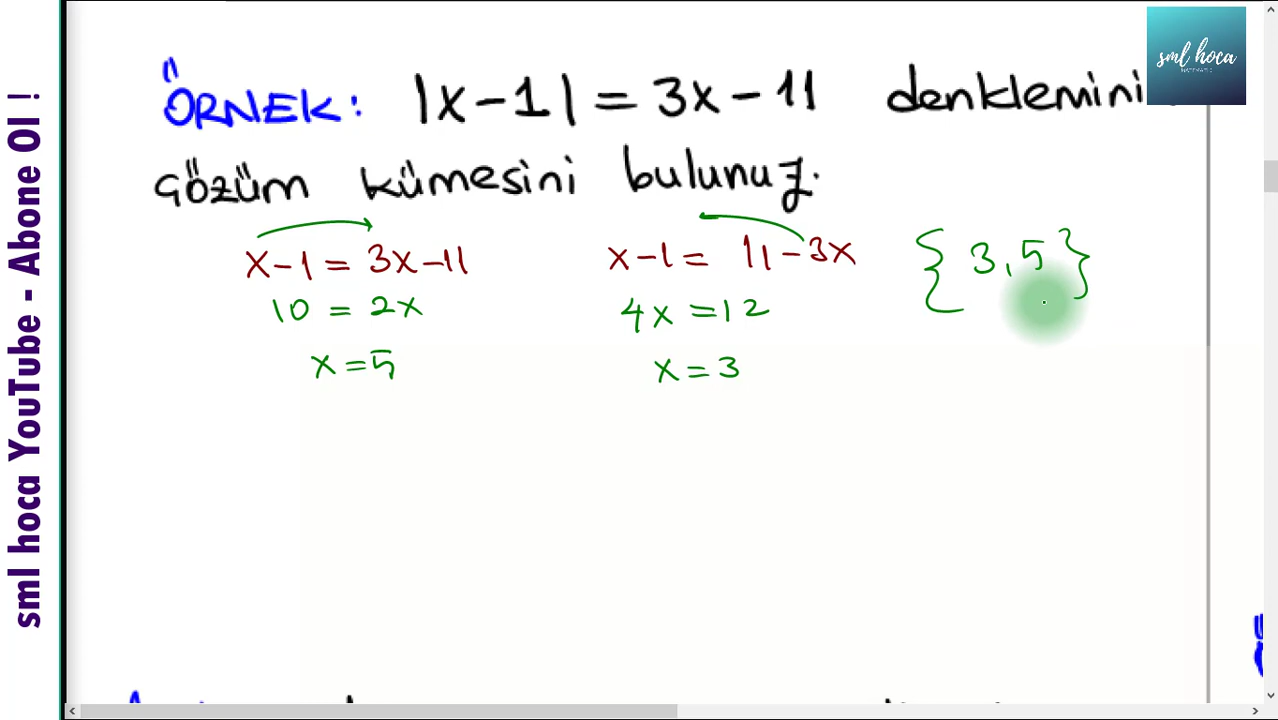 sml hoca YouTube - Abone Ol !
sml hoca
MATEMATİK
ÖRNEK: |x-1| = 3x-11 denklemini
çözüm kümesini bulunuz.
x-1 = 3x-11
10 = 2x
x=5
x-1 = 11-3x
4x = 12
x = 3
{3,5}